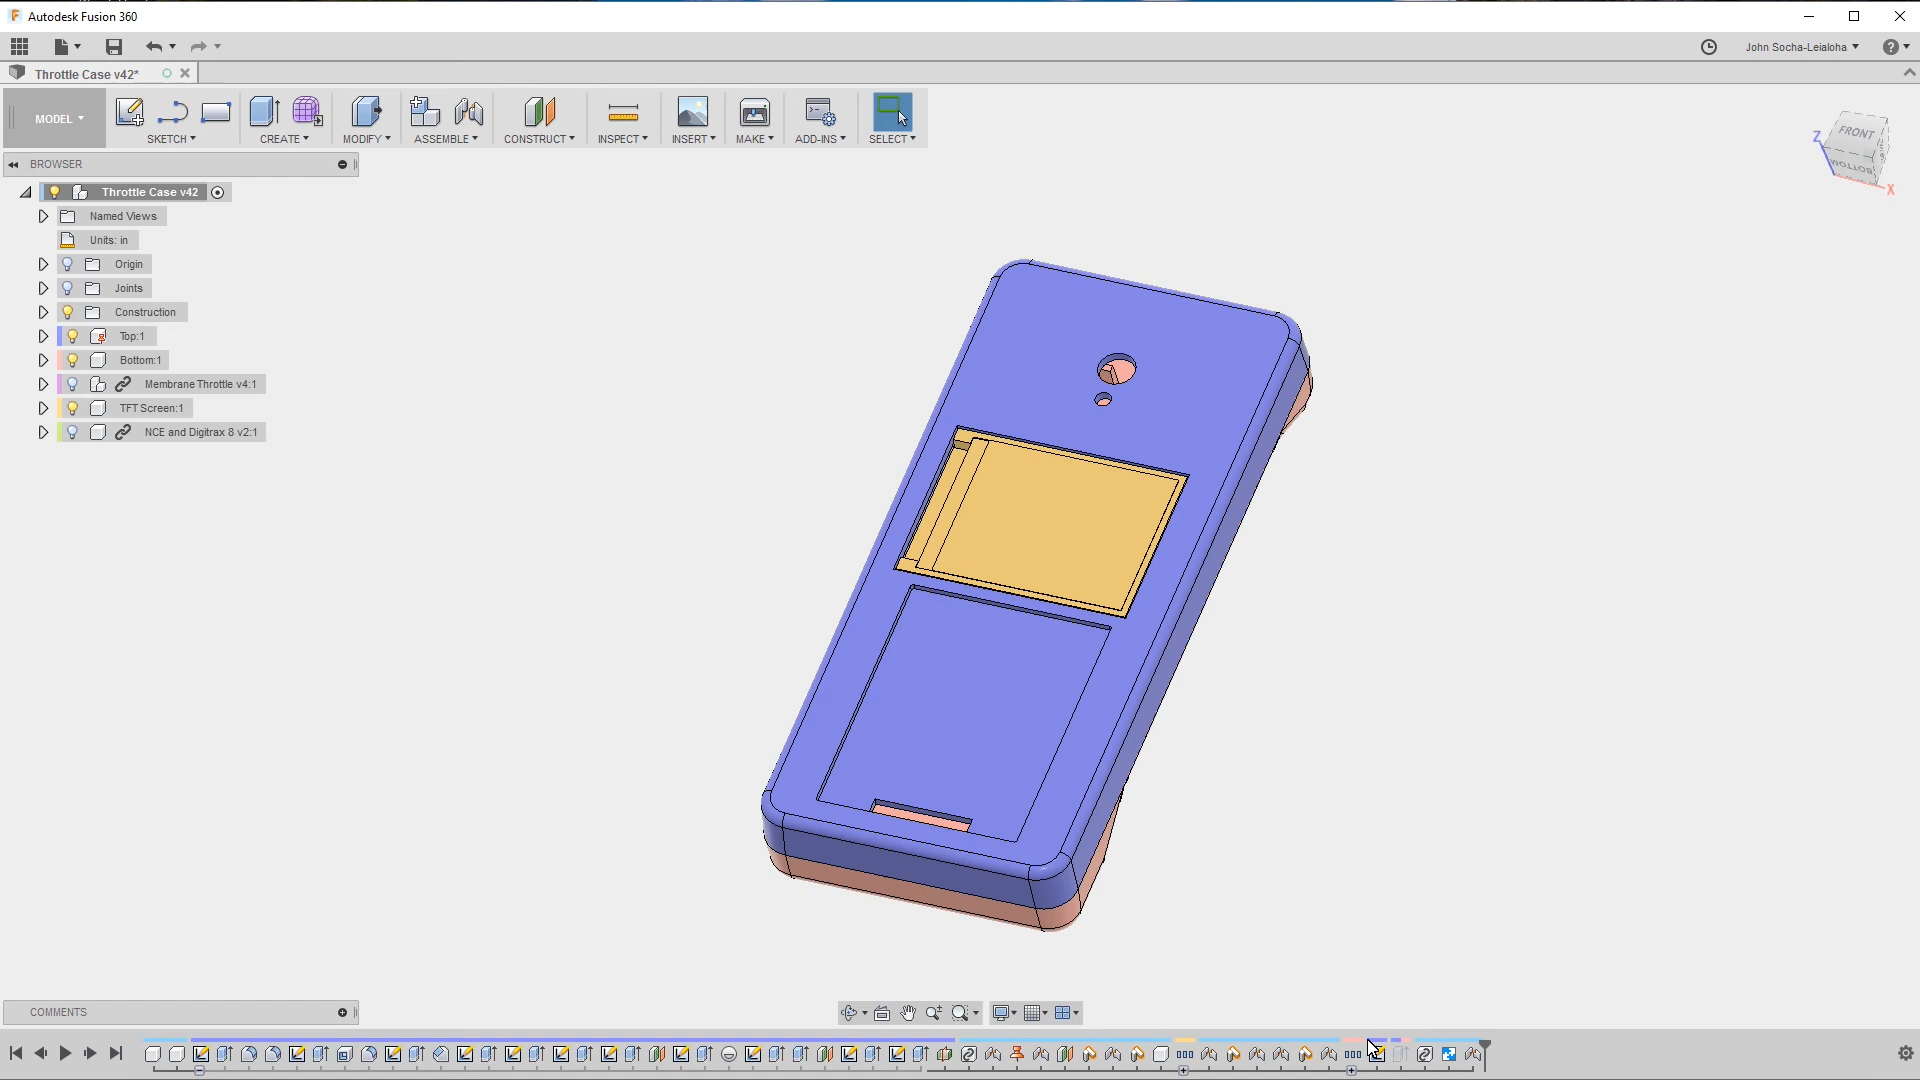 Autodesk Fusion 360
John Socha-Leialoha
Throttle Case v42*
MODEL
SKETCH
CREATE
MODIFY
ASSEMBLE
CONSTRUCT
INSPECT
INSERT
MAKE
ADD-INS
SELECT
FRONT
BOTTOM
Z
X
BROWSER
Throttle Case v42
Named Views
Units: in
Origin
Joints
Construction
Top:1
Bottom:1
Membrane Throttle v4:1
TFT Screen:1
NCE and Digitrax 8 v2:1
COMMENTS